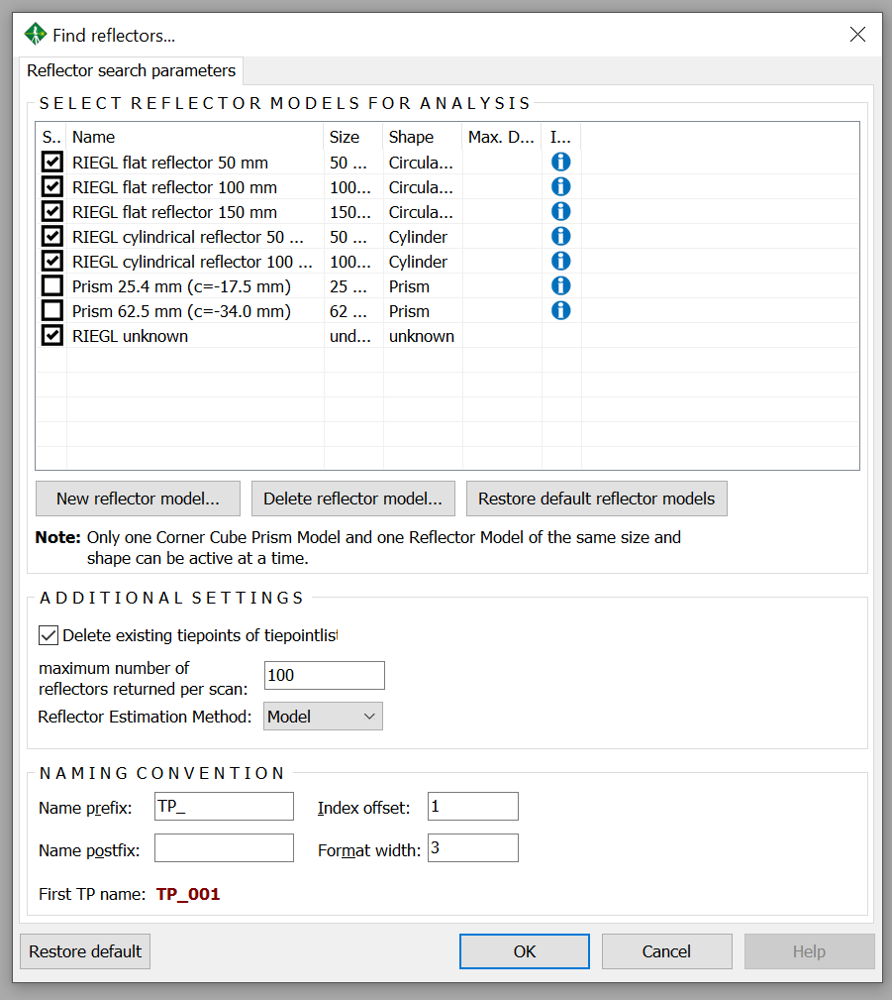 Find reflectors...
Reflector search parameters
SELECT REFLECTOR MODELS FOR ANALYSIS
S.. Name Size Shape Max. D... I...
RIEGL flat reflector 50 mm 50 ... Circula...
RIEGL flat reflector 100 mm 100... Circula...
RIEGL flat reflector 150 mm 150... Circula...
RIEGL cylindrical reflector 50 ... 50 ... Cylinder
RIEGL cylindrical reflector 100 ... 100... Cylinder
Prism 25.4 mm (c=-17.5 mm) 25 ... Prism
Prism 62.5 mm (c=-34.0 mm) 62 ... Prism
RIEGL unknown und... unknown
New reflector model... Delete reflector model... Restore default reflector models
Note: Only one Corner Cube Prism Model and one Reflector Model of the same size and
shape can be active at a time.
ADDITIONAL SETTINGS
Delete existing tiepoints of tiepointlist
maximum number of
reflectors returned per scan: 100
Reflector Estimation Method: Model
NAMING CONVENTION
Name prefix: TP_ Index offset: 1
Name postfix: Format width: 3
First TP name: TP_001
Restore default OK Cancel Help